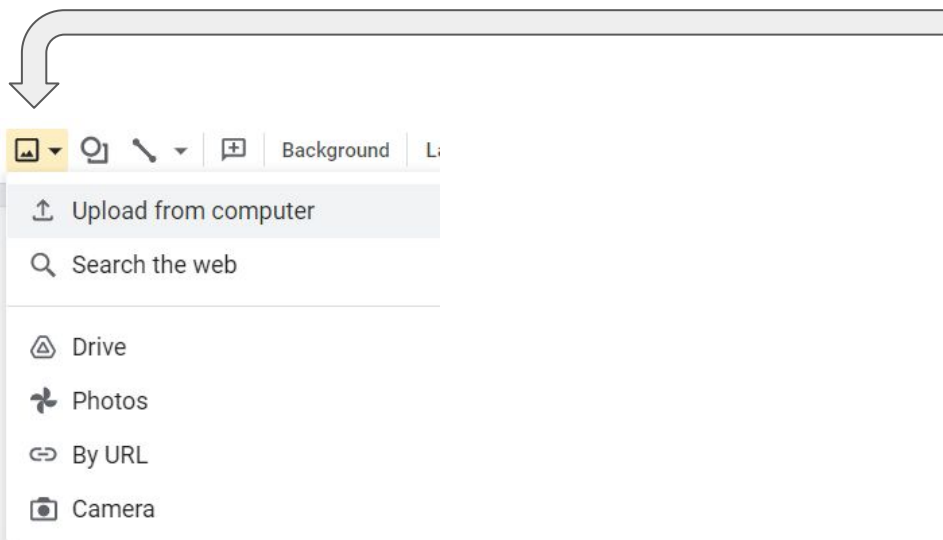 Background
Upload from computer
Search the web
Drive
Photos
By URL
Camera